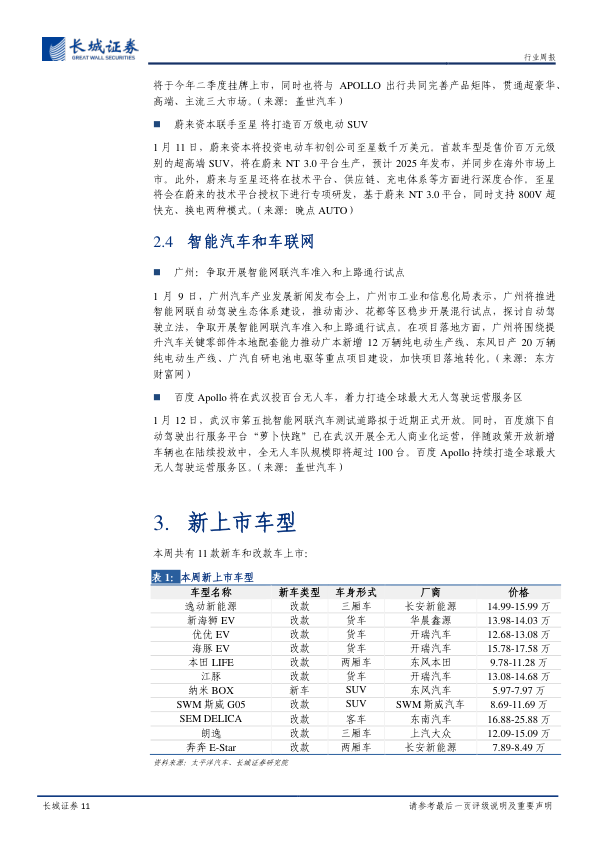 长城证券
GREAT WALL SECURITIES
行业周报
将于今年二季度挂牌上市，同时也将与 APOLLO 出行共同完善产品矩阵，贯通超豪华、
高端、主流三大市场。（来源：盖世汽车）
■ 蔚来资本联手至星 将打造百万级电动 SUV
1 月 11 日，蔚来资本将投资电动车初创公司至星数千万美元。首款车型是售价百万元级
别的超高端 SUV，将在蔚来 NT 3.0 平台生产，预计 2025 年发布，并同步在海外市场上
市。此外，蔚来与至星还将在技术平台、供应链、充电体系等方面进行深度合作。至星
将会在蔚来的技术平台授权下进行专项研发，基于蔚来 NT 3.0 平台，同时支持 800V 超
快充、换电两种模式。（来源：晚点 AUTO）
2.4 智能汽车和车联网
■ 广州：争取开展智能网联汽车准入和上路通行试点
1 月 9 日，广州汽车产业发展新闻发布会上，广州市工业和信息化局表示，广州将推进
智能网联自动驾驶生态体系建设，推动南沙、花都等区稳步开展混行试点，探讨自动驾
驶立法，争取开展智能网联汽车准入和上路通行试点。在项目落地方面，广州将围绕提
升汽车关键零部件本地配套能力推动广本新增 12 万辆纯电动生产线、东风日产 20 万辆
纯电动生产线、广汽自研电池电驱等重点项目建设，加快项目落地转化。（来源：东方
财富网）
■ 百度 Apollo 将在武汉投百台无人车，着力打造全球最大无人驾驶运营服务区
1 月 12 日，武汉市第五批智能网联汽车测试道路拟于近期正式开放。同时，百度旗下自
动驾驶出行服务平台“萝卜快跑”已在武汉开展全无人商业化运营，伴随政策开放新增
车辆也在陆续投放中，全无人车队规模即将超过 100 台。百度 Apollo 持续打造全球最大
无人驾驶运营服务区。（来源：盖世汽车）
3. 新上市车型
本周共有 11 款新车和改款车上市：
表 1：本周新上市车型
车型名称 新车类型 车身形式 厂商 价格
逸动新能源 改款 三厢车 长安新能源 14.99-15.99 万
新海狮 EV 改款 货车 华晨鑫源 13.98-14.03 万
优优 EV 改款 货车 开瑞汽车 12.68-13.08 万
海豚 EV 改款 货车 开瑞汽车 15.78-17.58 万
本田 LIFE 改款 两厢车 东风本田 9.78-11.28 万
江豚 改款 货车 开瑞汽车 13.08-14.68 万
纳米 BOX 新车 SUV 东风汽车 5.97-7.97 万
SWM 斯威 G05 改款 SUV SWM 斯威汽车 8.69-11.69 万
SEM DELICA 改款 客车 东南汽车 16.88-25.88 万
朗逸 改款 三厢车 上汽大众 12.09-15.09 万
奔奔 E-Star 改款 两厢车 长安新能源 7.89-8.49 万
资料来源：太平洋汽车、长城证券研究院
长城证券 11
请参考最后一页评级说明及重要声明